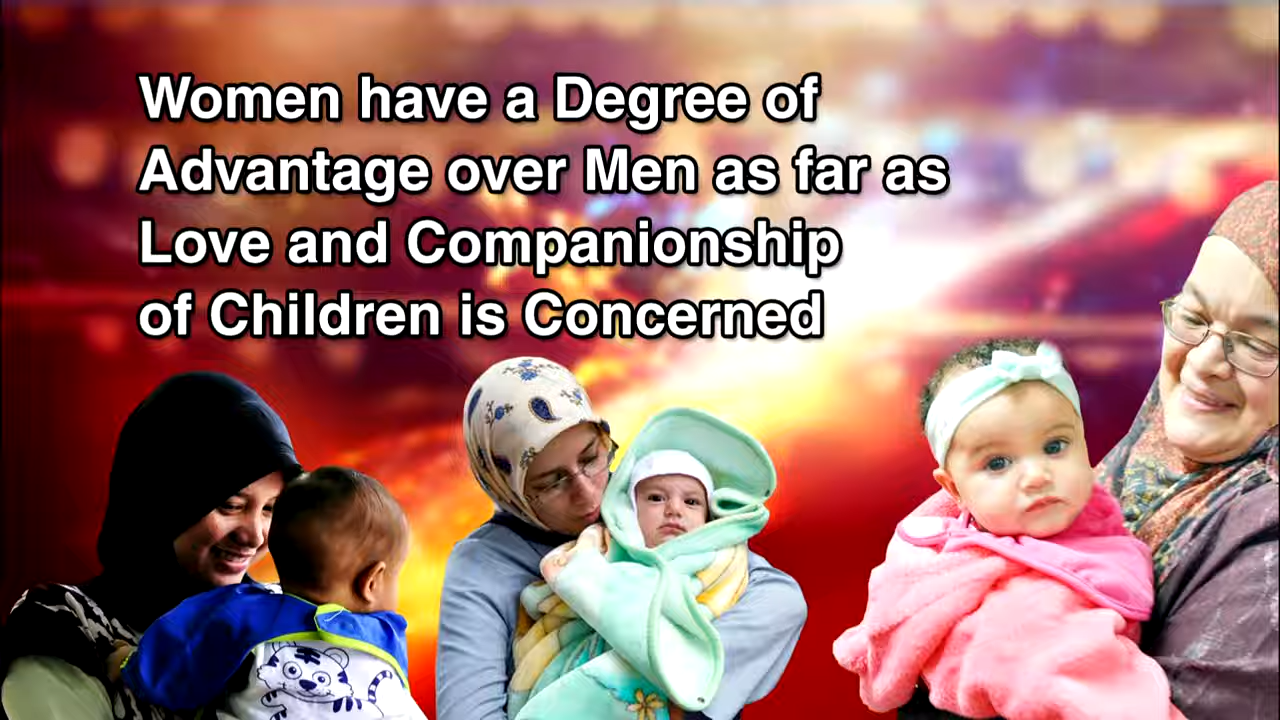 Women have a Degree of
Advantage over Men as far as
Love and Companionship
of Children is Concerned